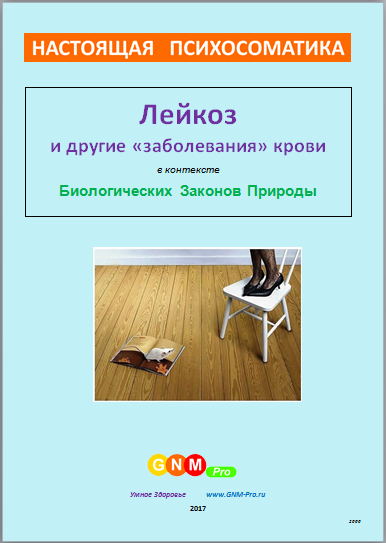 НАСТОЯЩАЯ ПСИХОСОМАТИКА
Лейкоз
и другие «заболевания» крови
в контексте
Биологических Законов Природы
GNM Pro
Умное Здоровье www.GNM-Pro.ru
2017